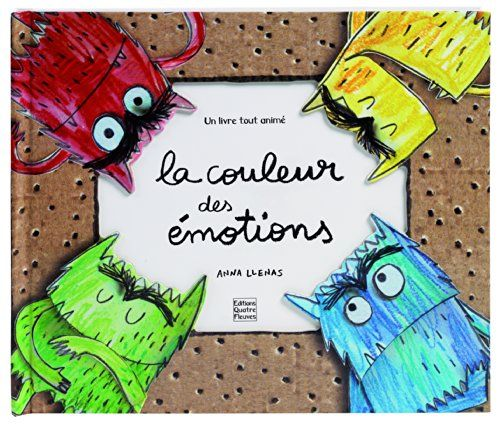 Un livre tout animé
la couleur
des
émotions
ANNA LLENAS
Editions
Quatre
Fleuves